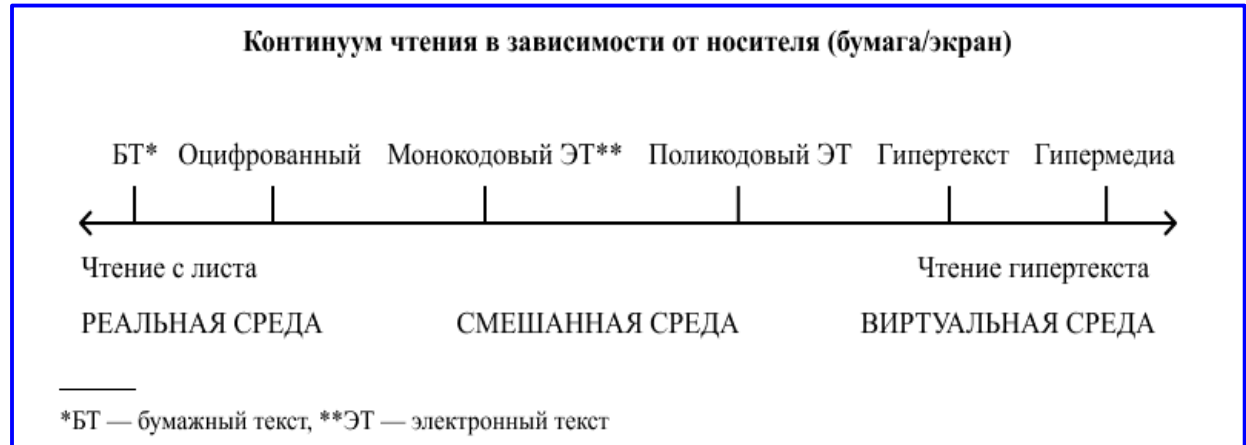 Континуум чтения в зависимости от носителя (бумага/экран)
БТ* Оцифрованный Монокодовый ЭТ** Поликодовый ЭТ Гипертекст Гипермедиа
Чтение с листа Чтение гипертекста
РЕАЛЬНАЯ СРЕДА СМЕШАННАЯ СРЕДА ВИРТУАЛЬНАЯ СРЕДА
*БТ — бумажный текст, **ЭТ — электронный текст